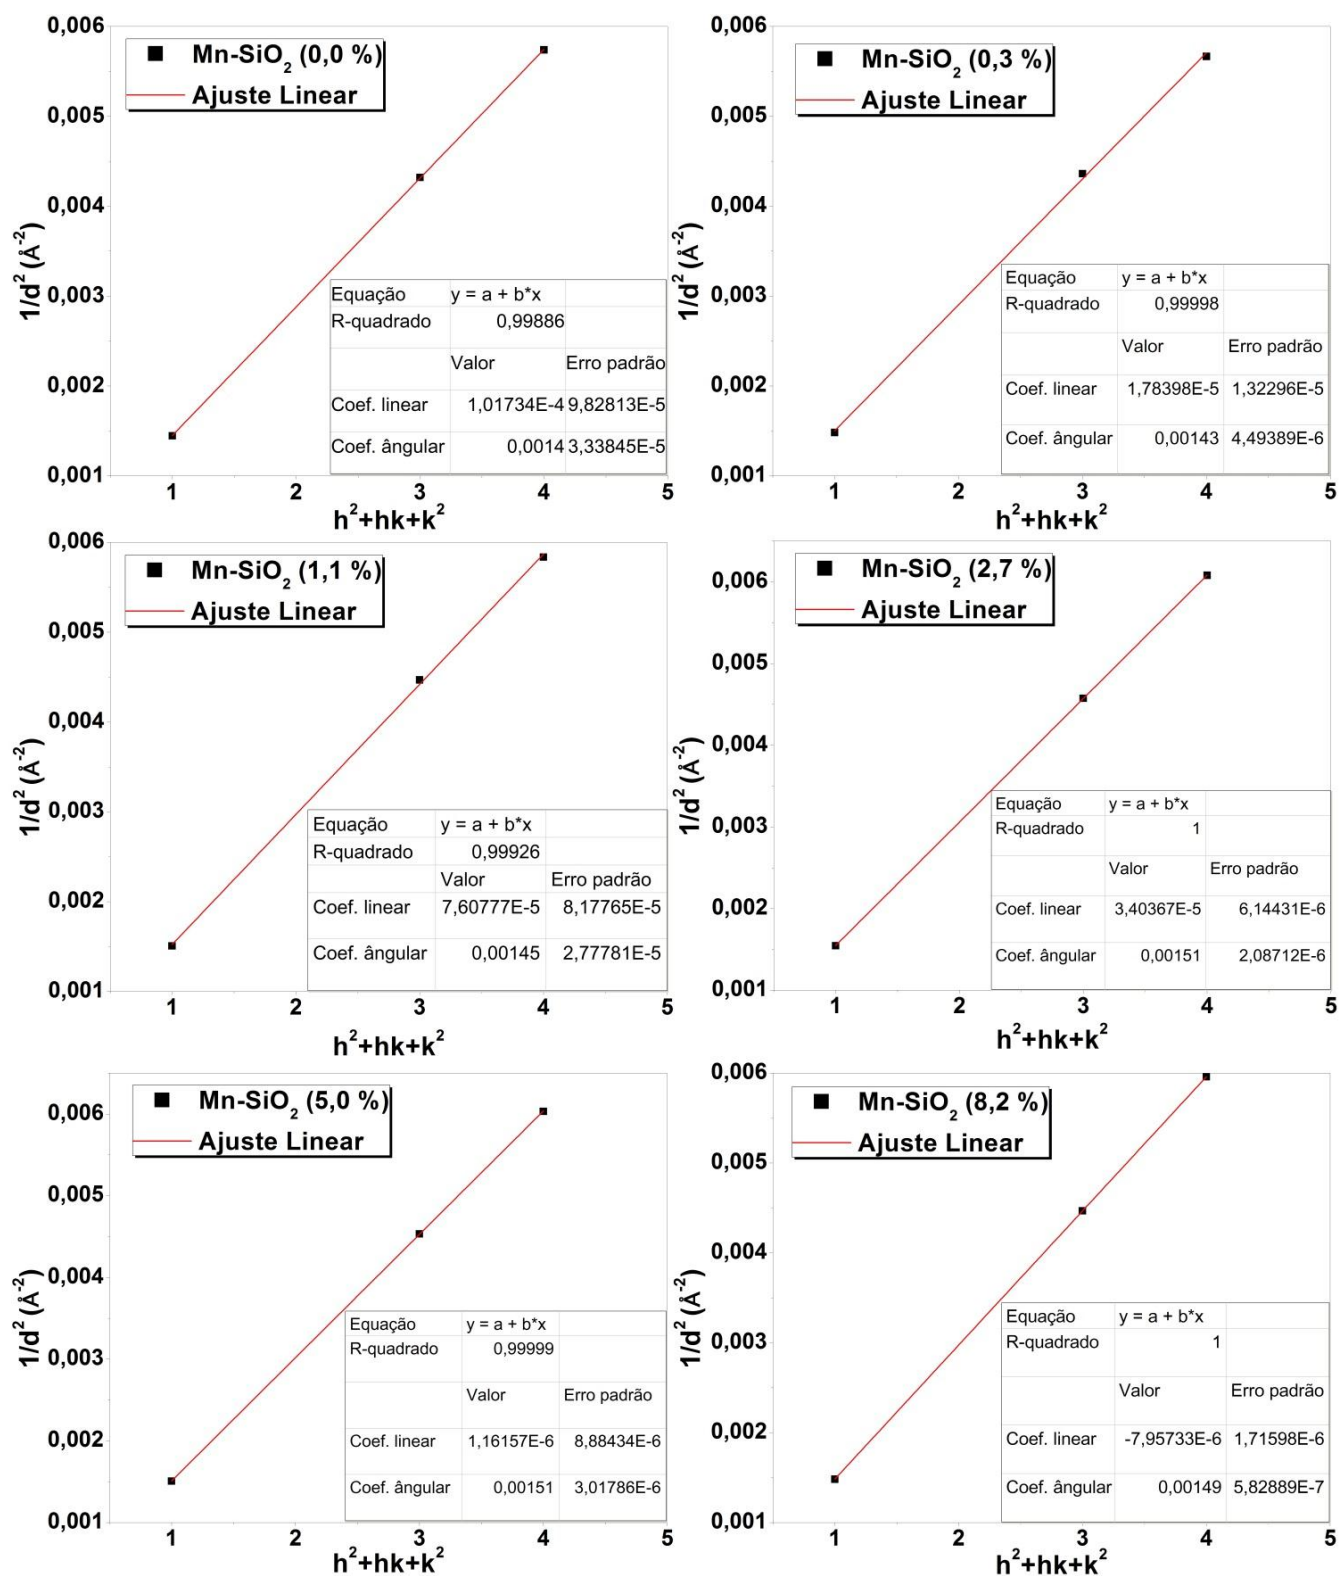 Mn-SiO2 (0,0 %)
Ajuste Linear
0,006
0,005
0,004
0,003
0,002
0,001
1/d² (Å⁻²)
Equação y = a + b*x
R-quadrado 0,99886
Valor Erro padrão
Coef. linear 1,01734E-4 9,82813E-5
Coef. ângular 0,0014 3,33845E-5
1 2 3 4 5
h²+hk+k²
Mn-SiO2 (0,3 %)
Ajuste Linear
0,006
0,005
0,004
0,003
0,002
0,001
1/d² (Å⁻²)
Equação y = a + b*x
R-quadrado 0,99998
Valor Erro padrão
Coef. linear 1,78398E-5 1,32296E-5
Coef. ângular 0,00143 4,49389E-6
1 2 3 4 5
h²+hk+k²
Mn-SiO2 (1,1 %)
Ajuste Linear
0,006
0,005
0,004
0,003
0,002
0,001
1/d² (Å⁻²)
Equação y = a + b*x
R-quadrado 0,99926
Valor Erro padrão
Coef. linear 7,60777E-5 8,17765E-5
Coef. ângular 0,00145 2,77781E-5
1 2 3 4 5
h²+hk+k²
Mn-SiO2 (2,7 %)
Ajuste Linear
0,006
0,005
0,004
0,003
0,002
0,001
1/d² (Å⁻²)
Equação y = a + b*x
R-quadrado 1
Valor Erro padrão
Coef. linear 3,40367E-5 6,14431E-6
Coef. ângular 0,00151 2,08712E-6
1 2 3 4 5
h²+hk+k²
Mn-SiO2 (5,0 %)
Ajuste Linear
0,006
0,005
0,004
0,003
0,002
0,001
1/d² (Å⁻²)
Equação y = a + b*x
R-quadrado 0,99999
Valor Erro padrão
Coef. linear 1,16157E-6 8,88434E-6
Coef. ângular 0,00151 3,01786E-6
1 2 3 4 5
h²+hk+k²
Mn-SiO2 (8,2 %)
Ajuste Linear
0,006
0,005
0,004
0,003
0,002
0,001
1/d² (Å⁻²)
Equação y = a + b*x
R-quadrado 1
Valor Erro padrão
Coef. linear -7,95733E-6 1,71598E-6
Coef. ângular 0,00149 5,82889E-7
1 2 3 4 5
h²+hk+k²